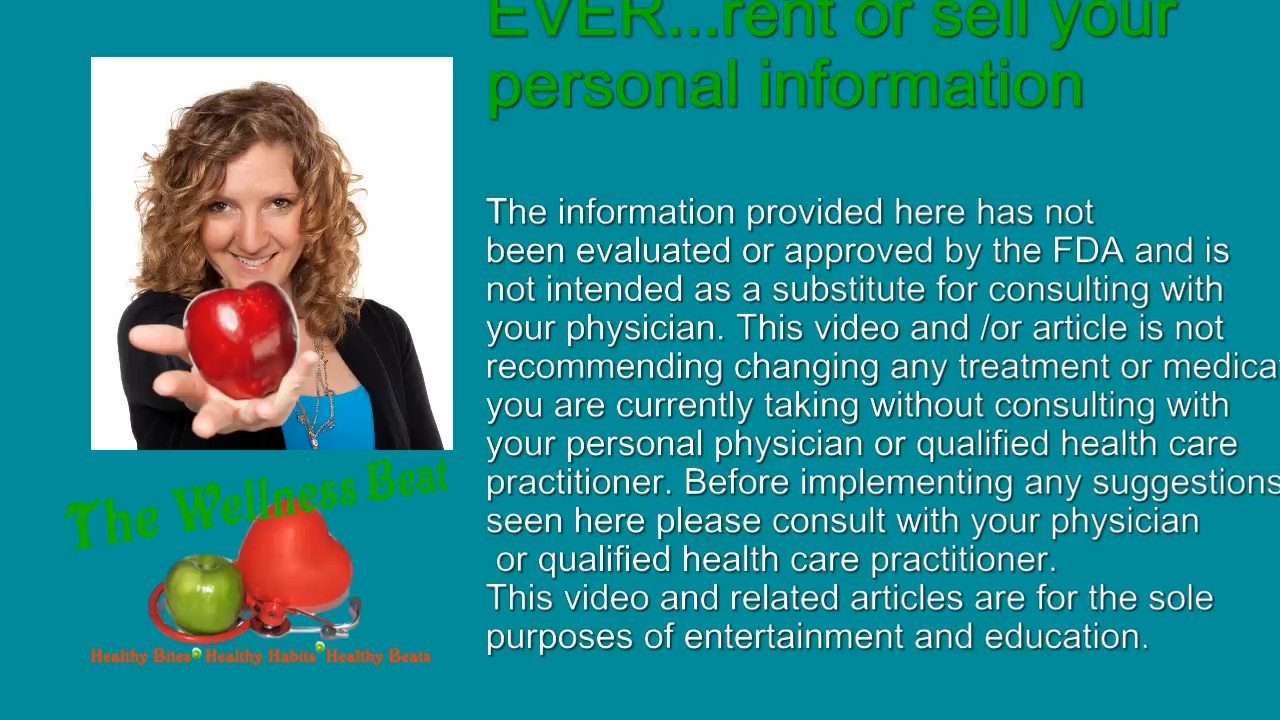 EVER...rent or sell your
personal information
The information provided here has not
been evaluated or approved by the FDA and is
not intended as a substitute for consulting with
your physician. This video and /or article is not
recommending changing any treatment or medica
you are currently taking without consulting with
your personal physician or qualified health care
practitioner. Before implementing any suggestions
seen here please consult with your physician
or qualified health care practitioner.
This video and related articles are for the sole
purposes of entertainment and education.
The Wellness Beat
Healthy Bites Healthy Habits Healthy Beats